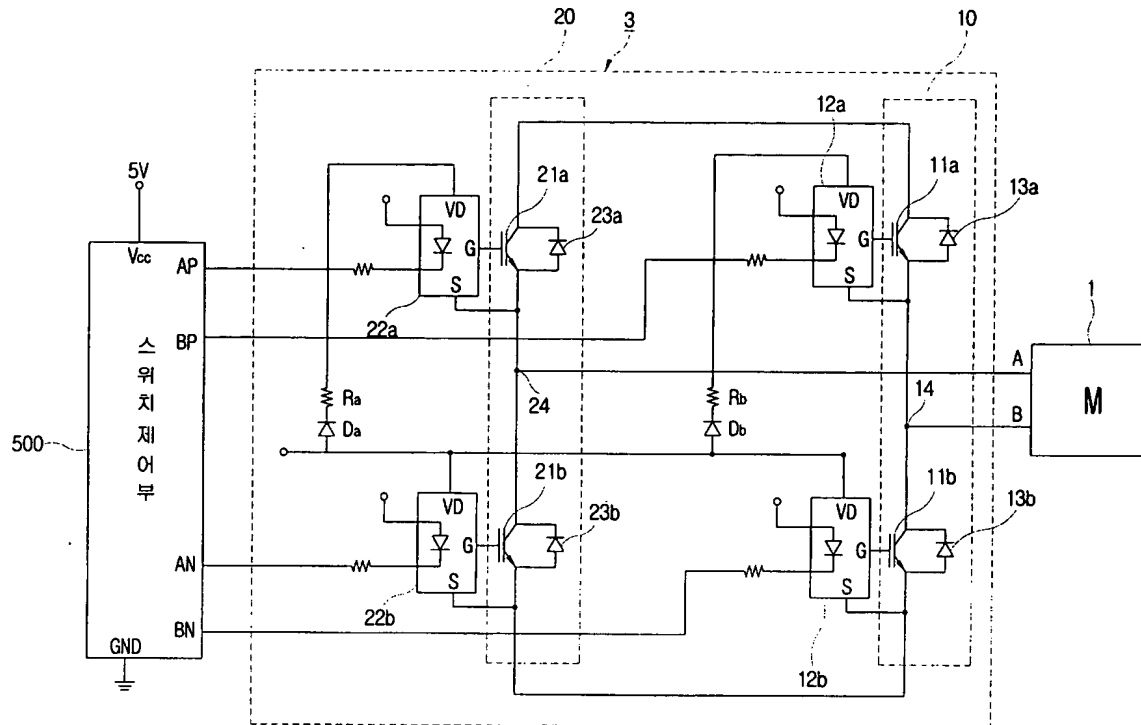 20
3
10
12a
5V
21a
11a
VD
23a
VD
13a
Vcc
G
G
AP
S
S
1
22a
BP
A
스위치제어부
24
14
M
Ra
Rb
B
Da
Db
500
21b
11b
VD
23b
VD
13b
G
G
AN
S
S
22b
BN
GND
12b